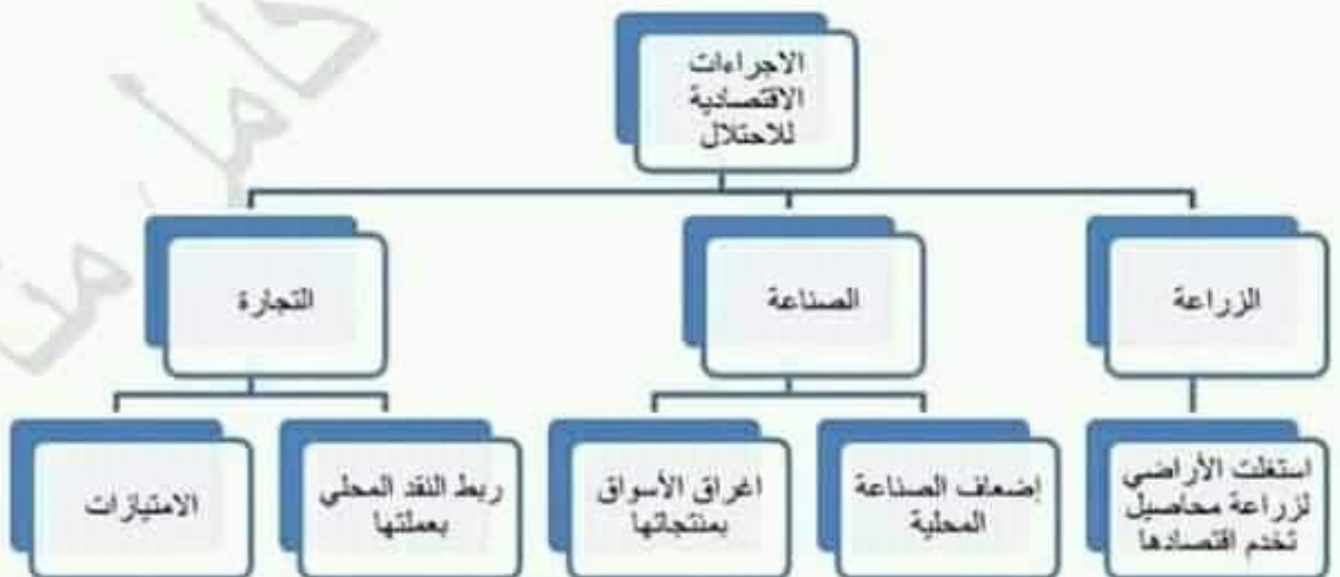 الاجراءات
الاقتصادية
للاحتلال
الزراعة
الصناعة
التجارة
استغلت الأراضي
لزراعة محاصيل
تخدم اقتصادها
إضعاف الصناعة
المحلية
اغراق الأسواق
بمنتجاتها
ربط النقد المحلي
بعملتها
الامتيازات